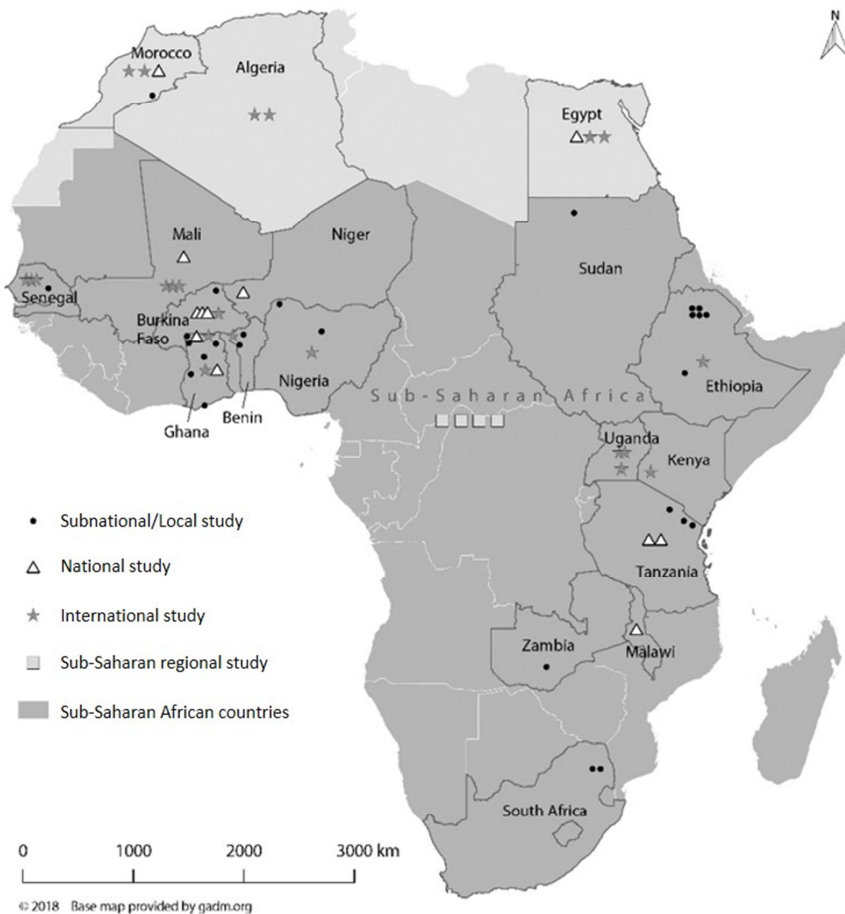 N
Morocco
Algeria
Egypt
Mali
Niger
Sudan
Senegal
Burkina
Faso
Nigeria
Ethiopia
Sub-Saharan Africa
Ghana
Benin
Uganda
Kenya
Subnational/Local study
National study
International study
Sub-Saharan regional study
Sub-Saharan African countries
Tanzania
Zambia
Malawi
South Africa
0 1000 2000 3000 km
© 2018 Base map provided by gadm.org